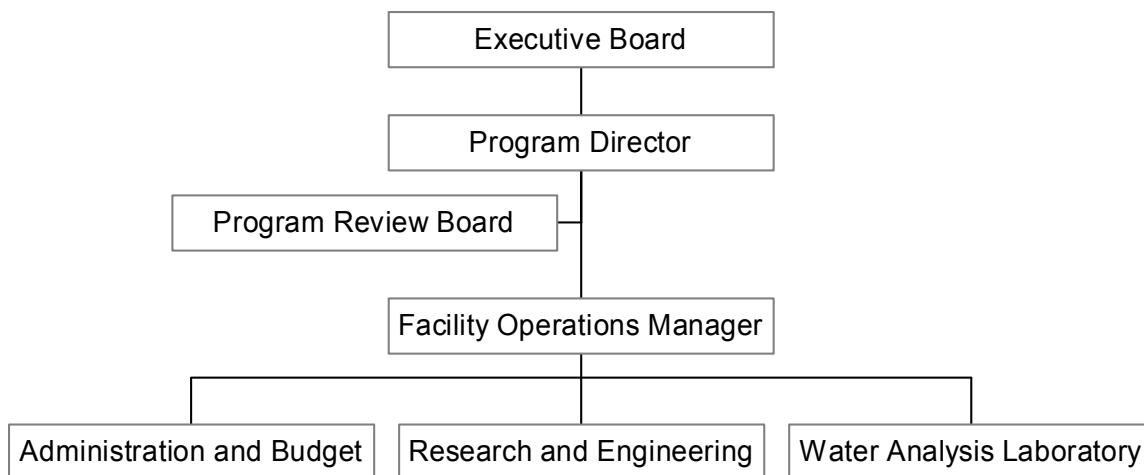 Executive Board
Program Director
Program Review Board
Facility Operations Manager
Administration and Budget
Research and Engineering
Water Analysis Laboratory